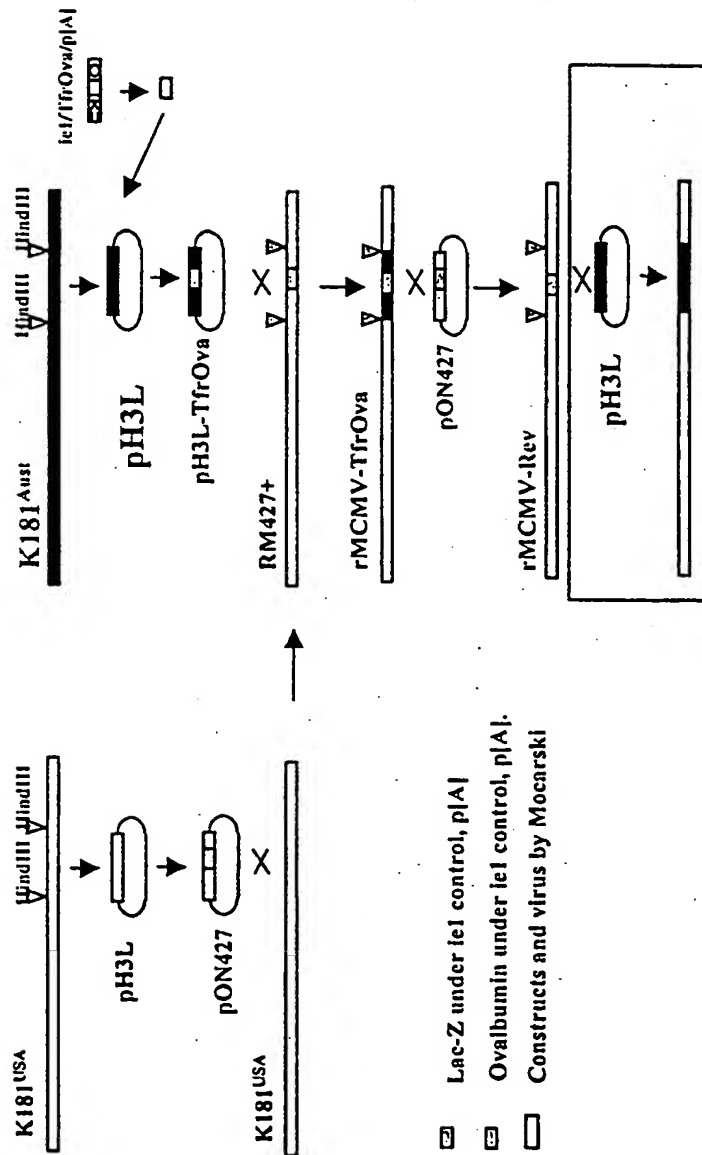 K181USA
HindIII HindIII
pH3L
pON427
K181USA
K181Aust
HindIII HindIII
ie1/TfrOva/p[A]
pH3L
pH3L-TfrOva
RM427+
rMCMV-TfrOva
pON427
rMCMV-Rev
pH3L
Lac-Z under ie1 control, p[A]
Ovalbumin under ie1 control, p[A].
Constructs and virus by Mocarski